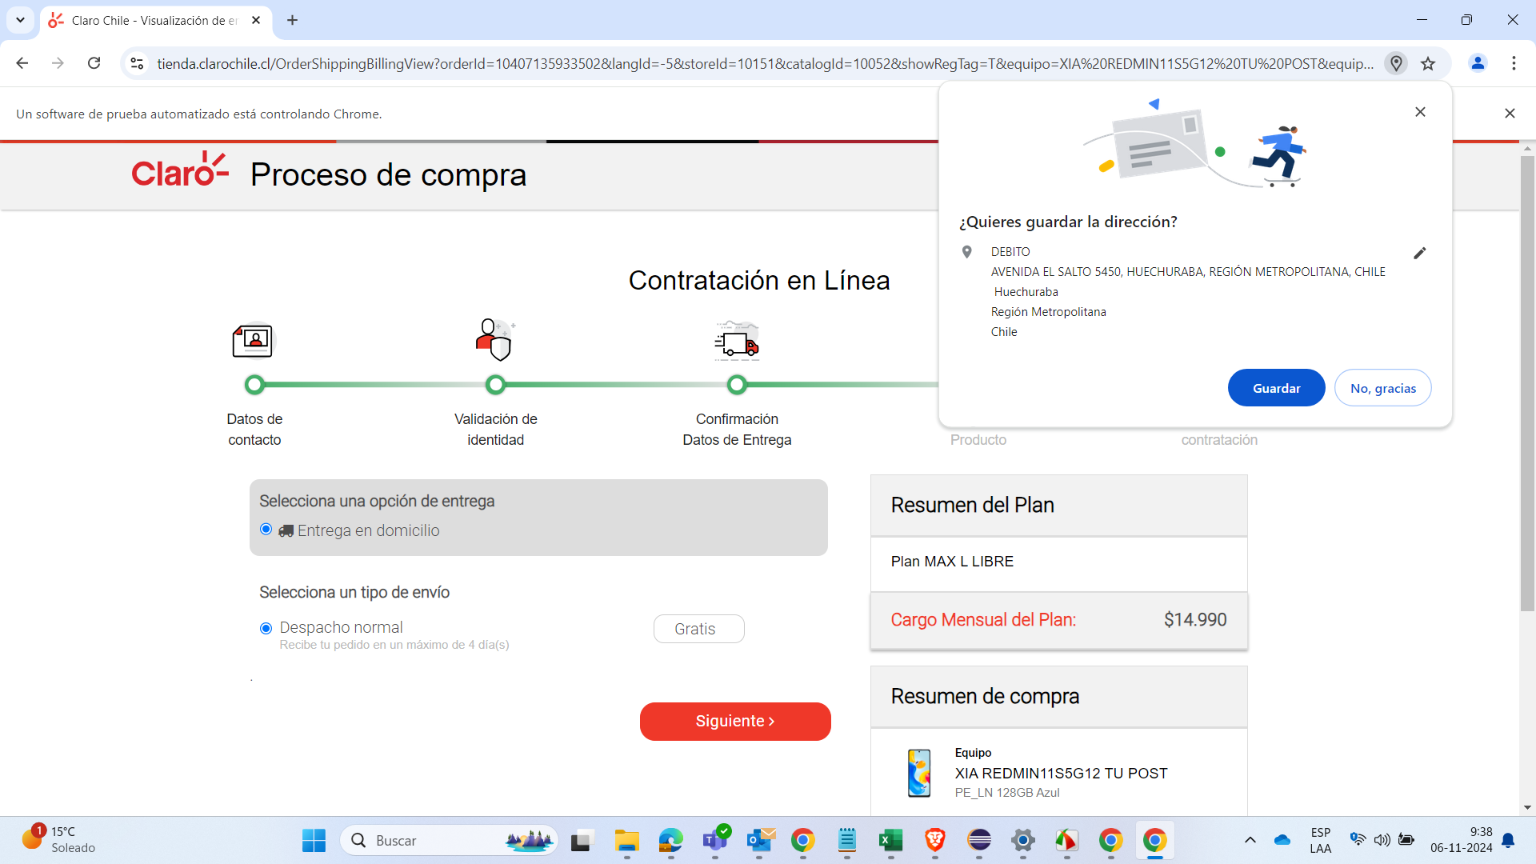 Claro Chile - Visualización de er
tienda.clarochile.cl/OrderShippingBillingView?orderId=10407135933502&langId=-5&storeId=10151&catalogId=10052&showRegTag=T&equipo=XIA%20REDMIN11S5G12%20TU%20POST&equip...
Un software de prueba automatizado está controlando Chrome.
Claro
Proceso de compra
¿Quieres guardar la dirección?
DEBITO
AVENIDA EL SALTO 5450, HUECHURABA, REGIÓN METROPOLITANA, CHILE
Huechuraba
Región Metropolitana
Chile
Guardar
No, gracias
Contratación en Línea
Datos de
contacto
Validación de
identidad
Confirmación
Datos de Entrega
Producto
contratación
Selecciona una opción de entrega
Entrega en domicilio
Selecciona un tipo de envío
Despacho normal
Gratis
Recibe tu pedido en un máximo de 4 día(s)
.
Siguiente ›
Resumen del Plan
Plan MAX L LIBRE
Cargo Mensual del Plan: $14.990
Resumen de compra
Equipo
XIA REDMIN11S5G12 TU POST
PE_LN 128GB Azul
1
15°C
Soleado
Buscar
ESP
LAA
9:38
06-11-2024